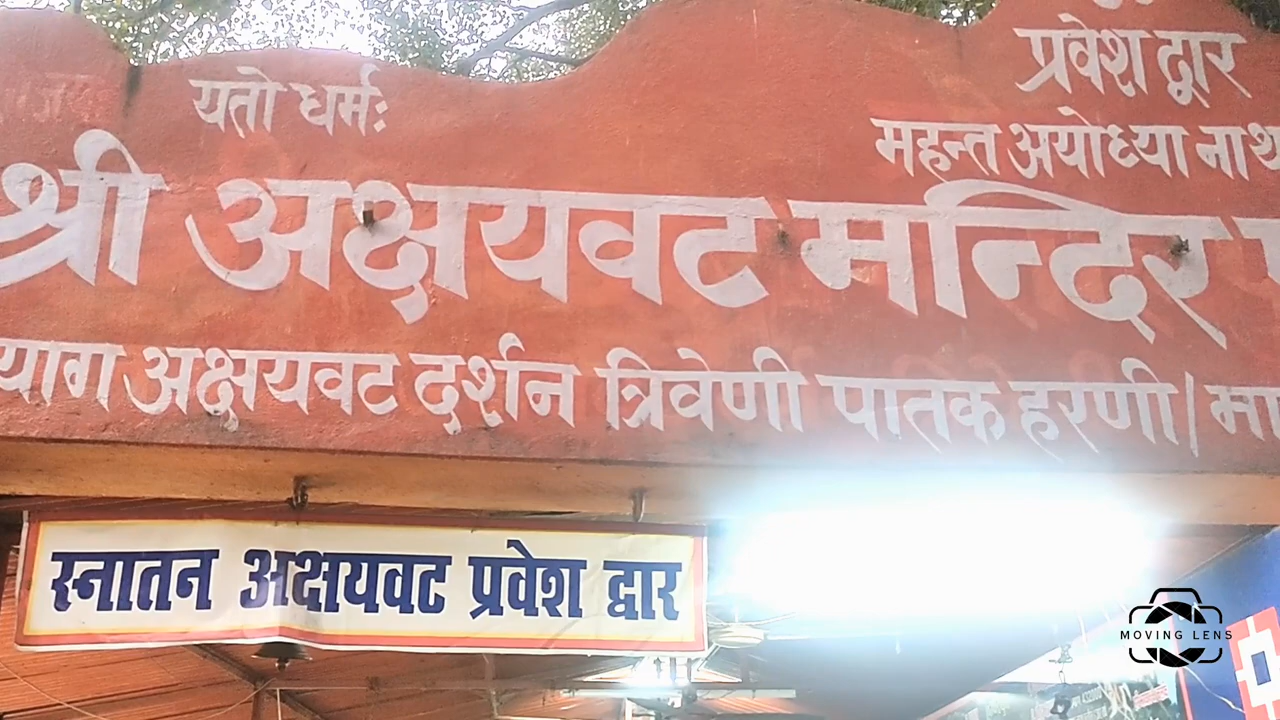 प्रवेश द्वार
यतो धर्मः
महन्त अयोध्या नाथ
श्री अक्षयवट मन्दिर
याग अक्षयवट दर्शन त्रिवेणी पातक हरणी।
स्नातन अक्षयवट प्रवेश द्वार
MOVING LENS